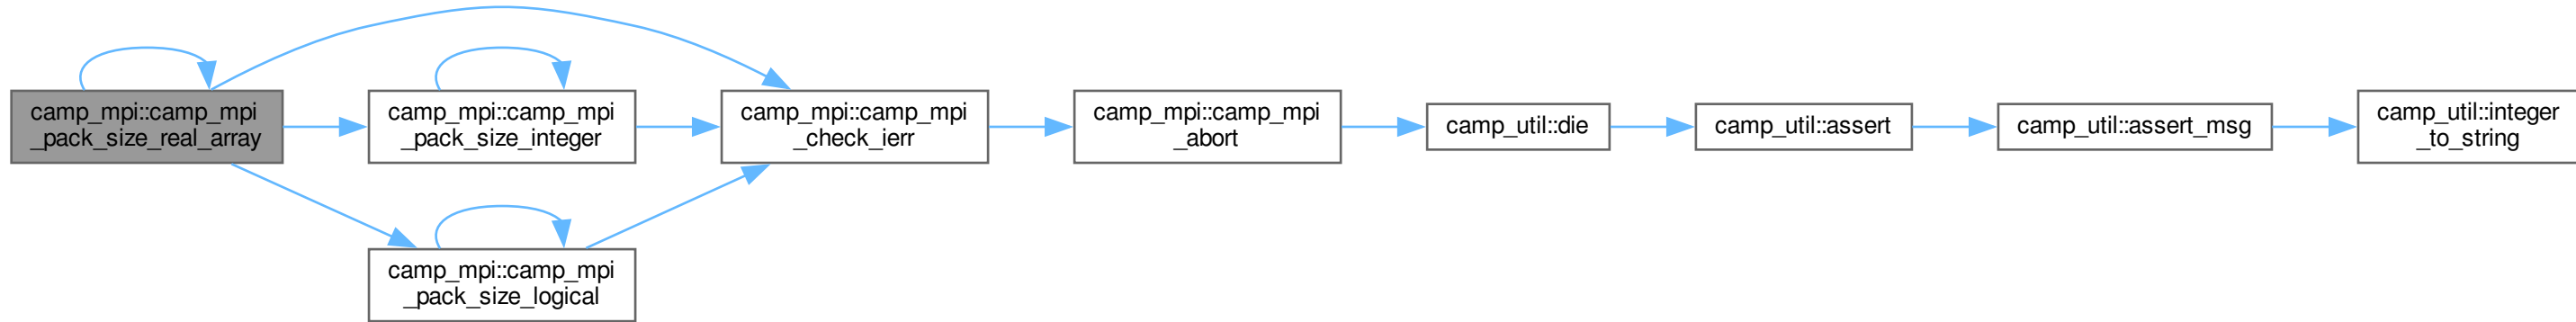 camp_mpi::camp_mpi
_pack_size_real_array
camp_mpi::camp_mpi
_pack_size_integer
camp_mpi::camp_mpi
_check_ierr
camp_mpi::camp_mpi
_abort
camp_util::die
camp_util::assert
camp_util::assert_msg
camp_util::integer
_to_string
camp_mpi::camp_mpi
_pack_size_logical